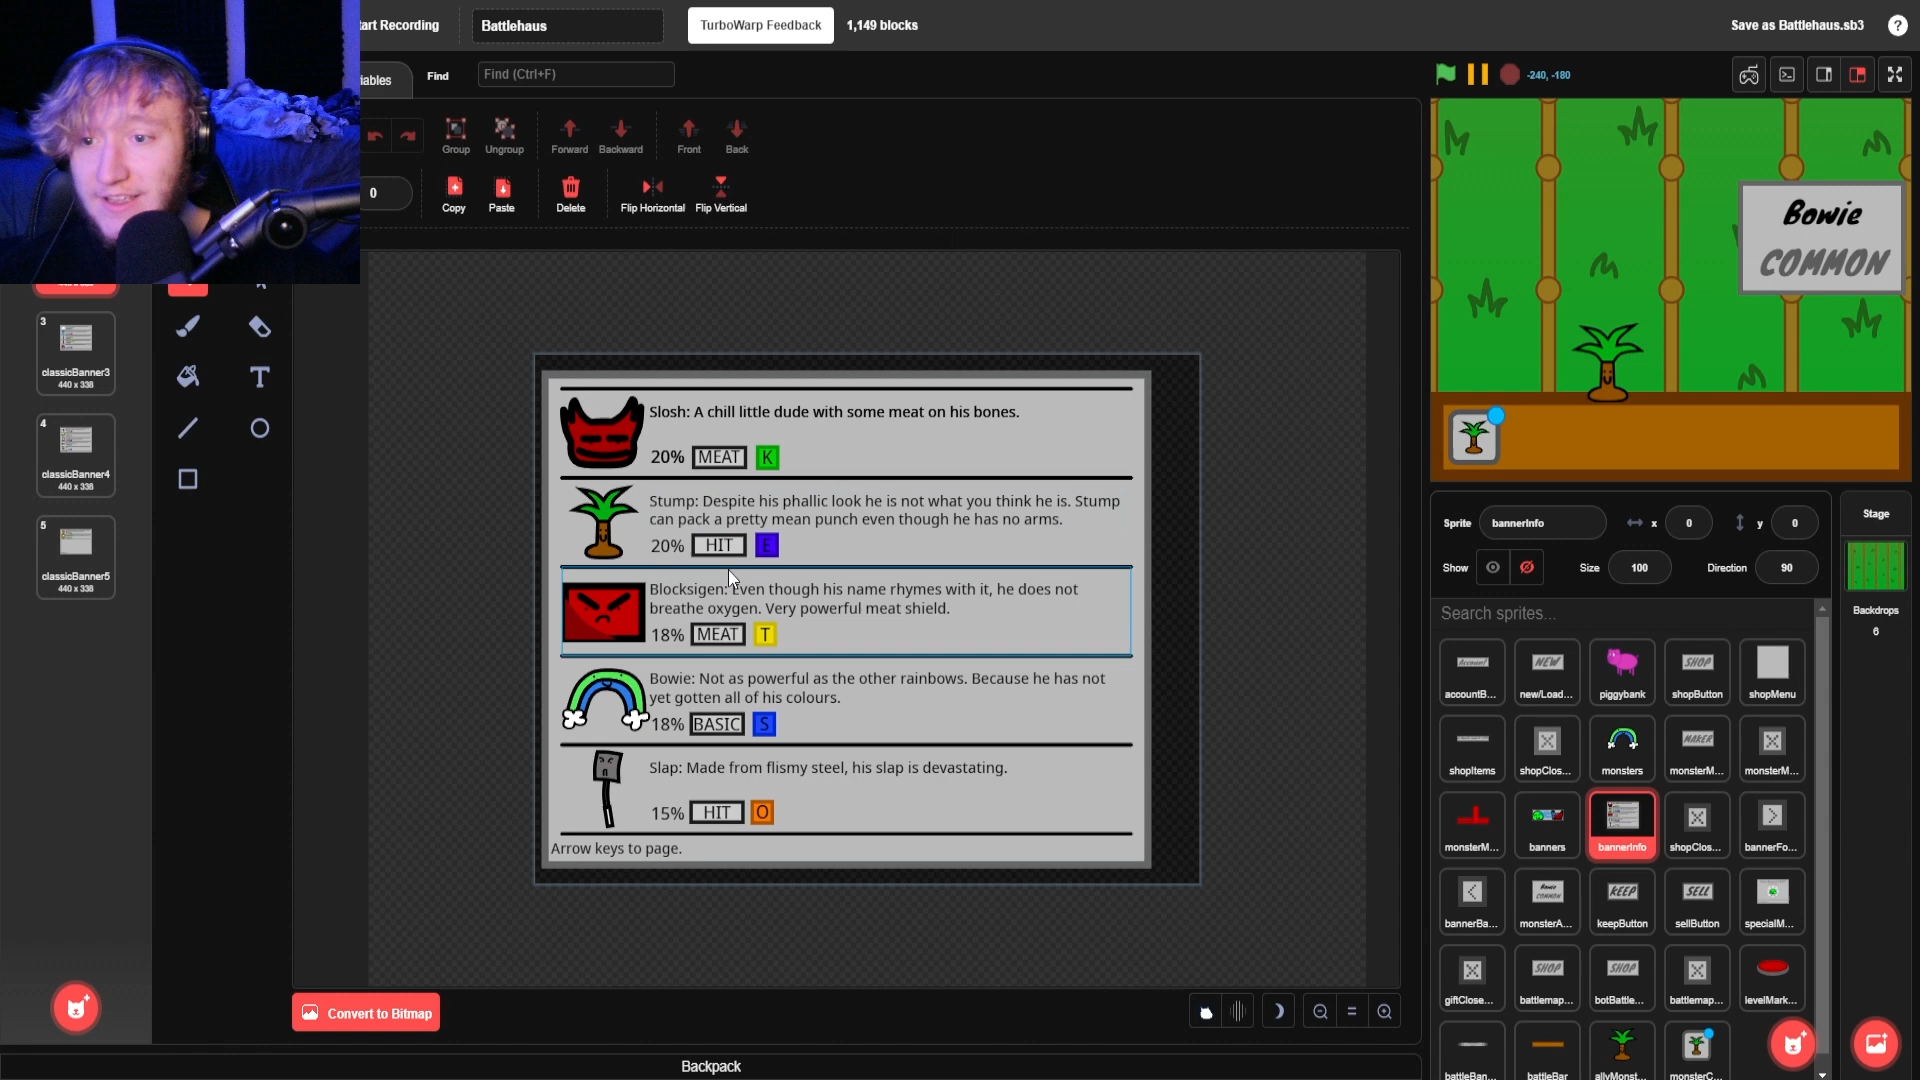 art Recording
Battlehaus
TurboWarp Feedback
1,149 blocks
Save as Battlehaus.sb3
?
iables
Find
Find (Ctrl+F)
-240, -180
Group
Ungroup
Forward
Backward
Front
Back
0
Copy
Paste
Delete
Flip Horizontal
Flip Vertical
Bowie
COMMON
3
classicBanner3
440 x 338
4
classicBanner4
440 x 338
5
classicBanner5
440 x 338
T
Slosh: A chill little dude with some meat on his bones.
20% MEAT K
Stump: Despite his phallic look he is not what you think he is. Stump
can pack a pretty mean punch even though he has no arms.
20% HIT E
Blocksigen: Even though his name rhymes with it, he does not
breathe oxygen. Very powerful meat shield.
18% MEAT T
Bowie: Not as powerful as the other rainbows. Because he has not
yet gotten all of his colours.
18% BASIC S
Slap: Made from flismy steel, his slap is devastating.
15% HIT O
Arrow keys to page.
Sprite
bannerInfo
x
0
y
0
Show
Size
100
Direction
90
Stage
Backdrops
6
Search sprites...
accountB...
new/Load...
piggybank
shopButton
shopMenu
shopItems
shopClos...
monsters
monsterM...
monsterM...
monsterM...
banners
bannerInfo
shopClos...
bannerFo...
bannerBa...
monsterA...
keepButton
sellButton
specialM...
giftClose...
battlemap...
botBattle...
battlemap...
levelMark...
battleBan...
battleBar
allyMonst...
monsterC...
Convert to Bitmap
Backpack